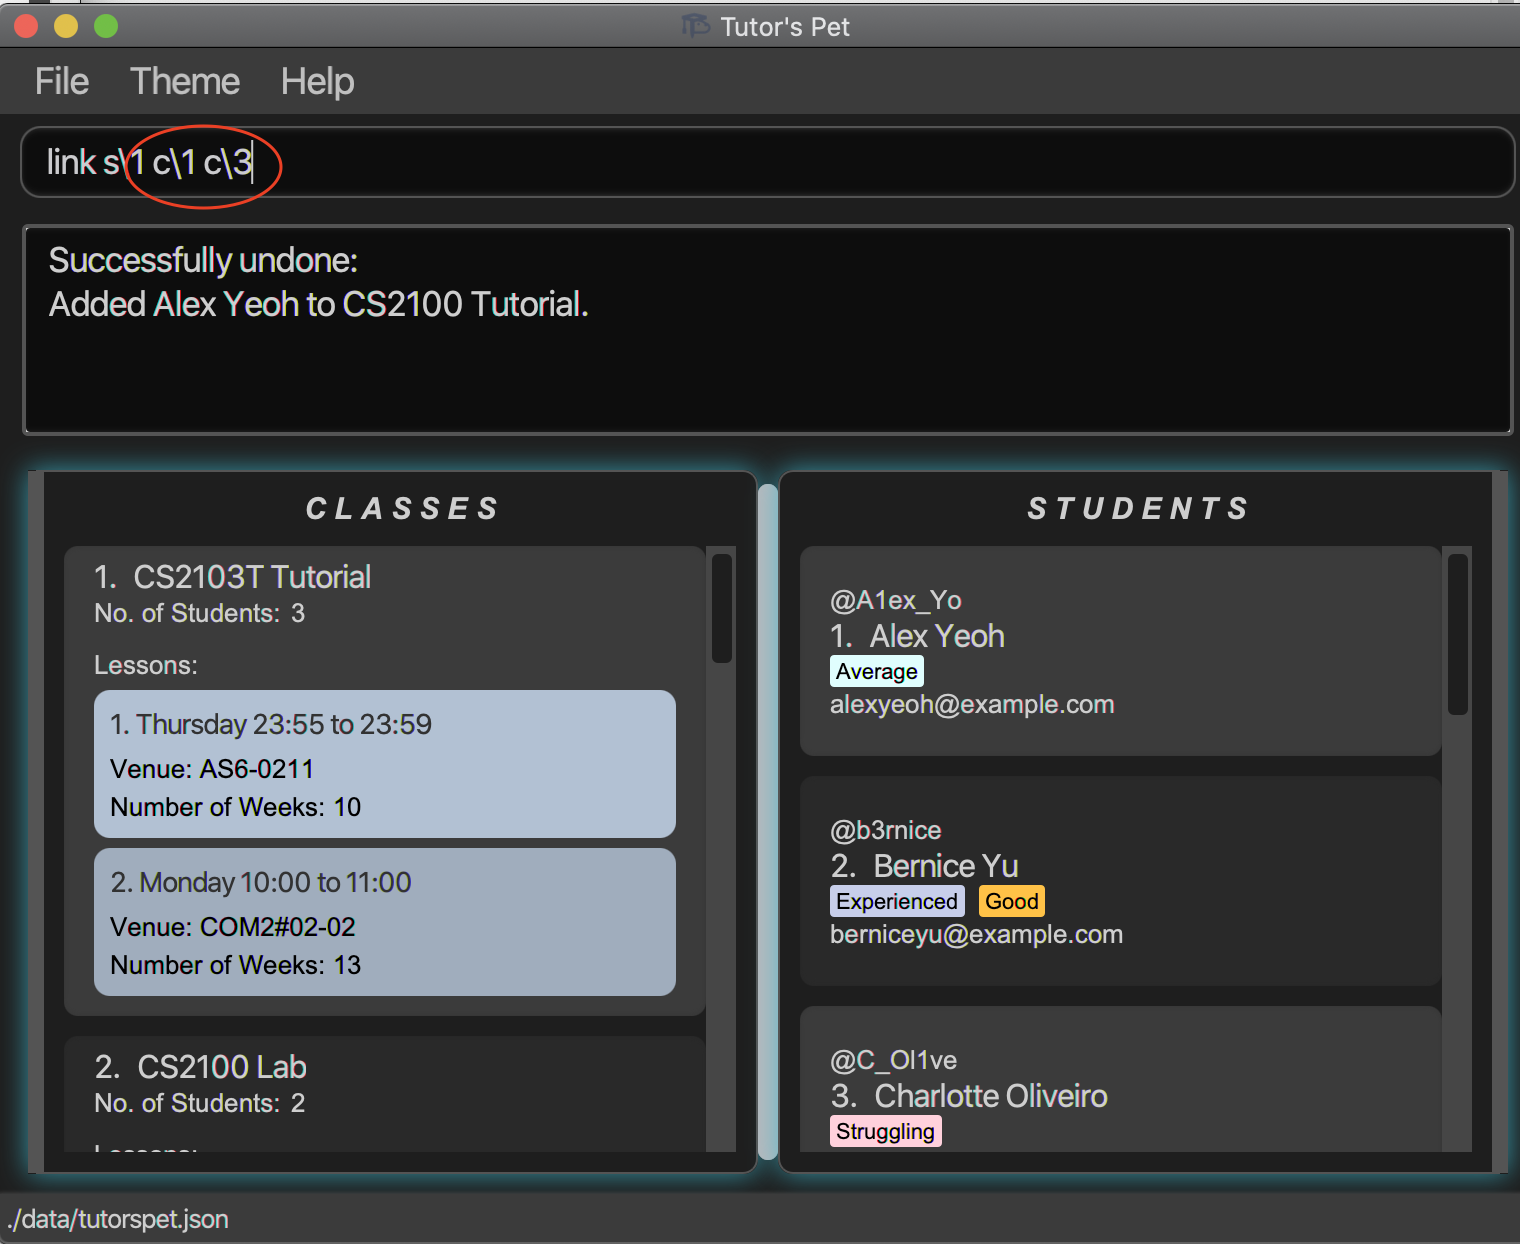 Tutor's Pet
File Theme Help
link s\1 c\1 c\3
Successfully undone:
Added Alex Yeoh to CS2100 Tutorial.
CLASSES
1. CS2103T Tutorial
No. of Students: 3
Lessons:
1. Thursday 23:55 to 23:59
Venue: AS6-0211
Number of Weeks: 10
2. Monday 10:00 to 11:00
Venue: COM2#02-02
Number of Weeks: 13
2. CS2100 Lab
No. of Students: 2
Lessons:
STUDENTS
@A1ex_Yo
1. Alex Yeoh
Average
alexyeoh@example.com
@b3rnice
2. Bernice Yu
Experienced Good
berniceyu@example.com
@C_Ol1ve
3. Charlotte Oliveiro
Struggling
./data/tutorspet.json